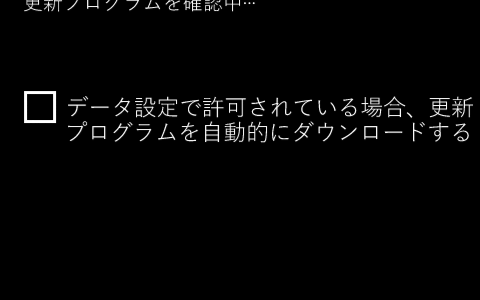 更新プログラムを確認中...
データ設定で許可されている場合、更新
プログラムを自動的にダウンロードする